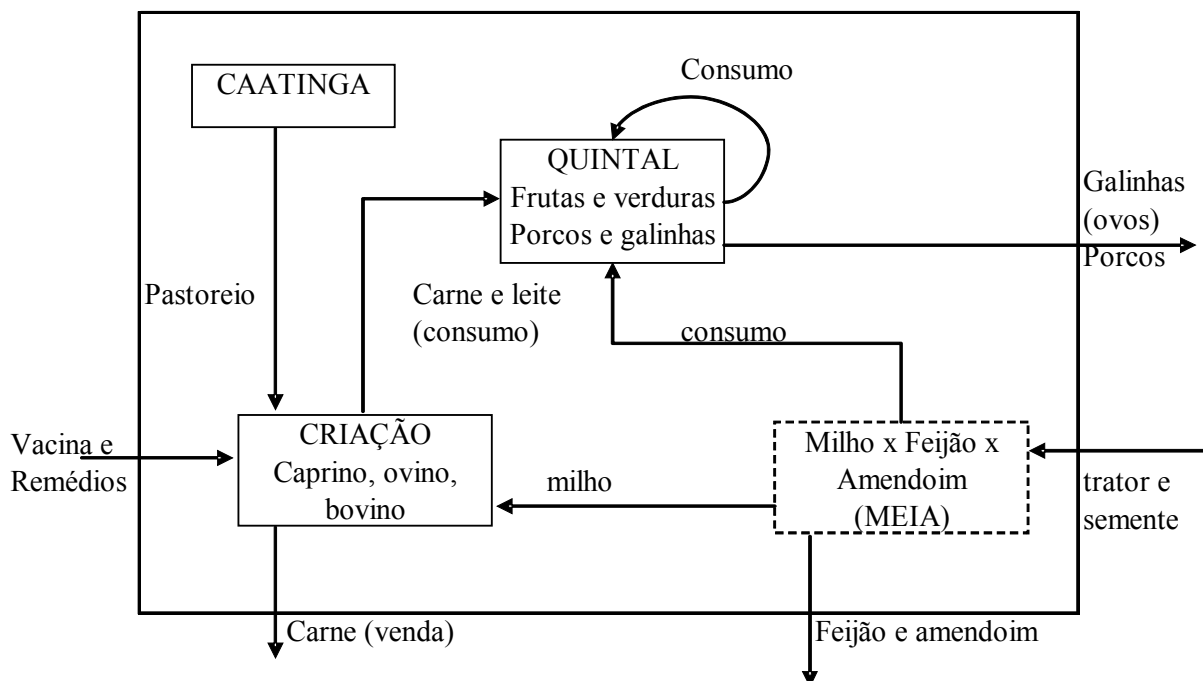 Consumo
CAATINGA
QUINTAL
Frutas e verduras
Porcos e galinhas
Galinhas
(ovos)
Porcos
Pastoreio
Carne e leite
(consumo)
consumo
Vacina e
Remédios
CRIAÇÃO
Caprino, ovino,
bovino
milho
Milho x Feijão x
Amendoim
(MEIA)
trator e
semente
Carne (venda)
Feijão e amendoim